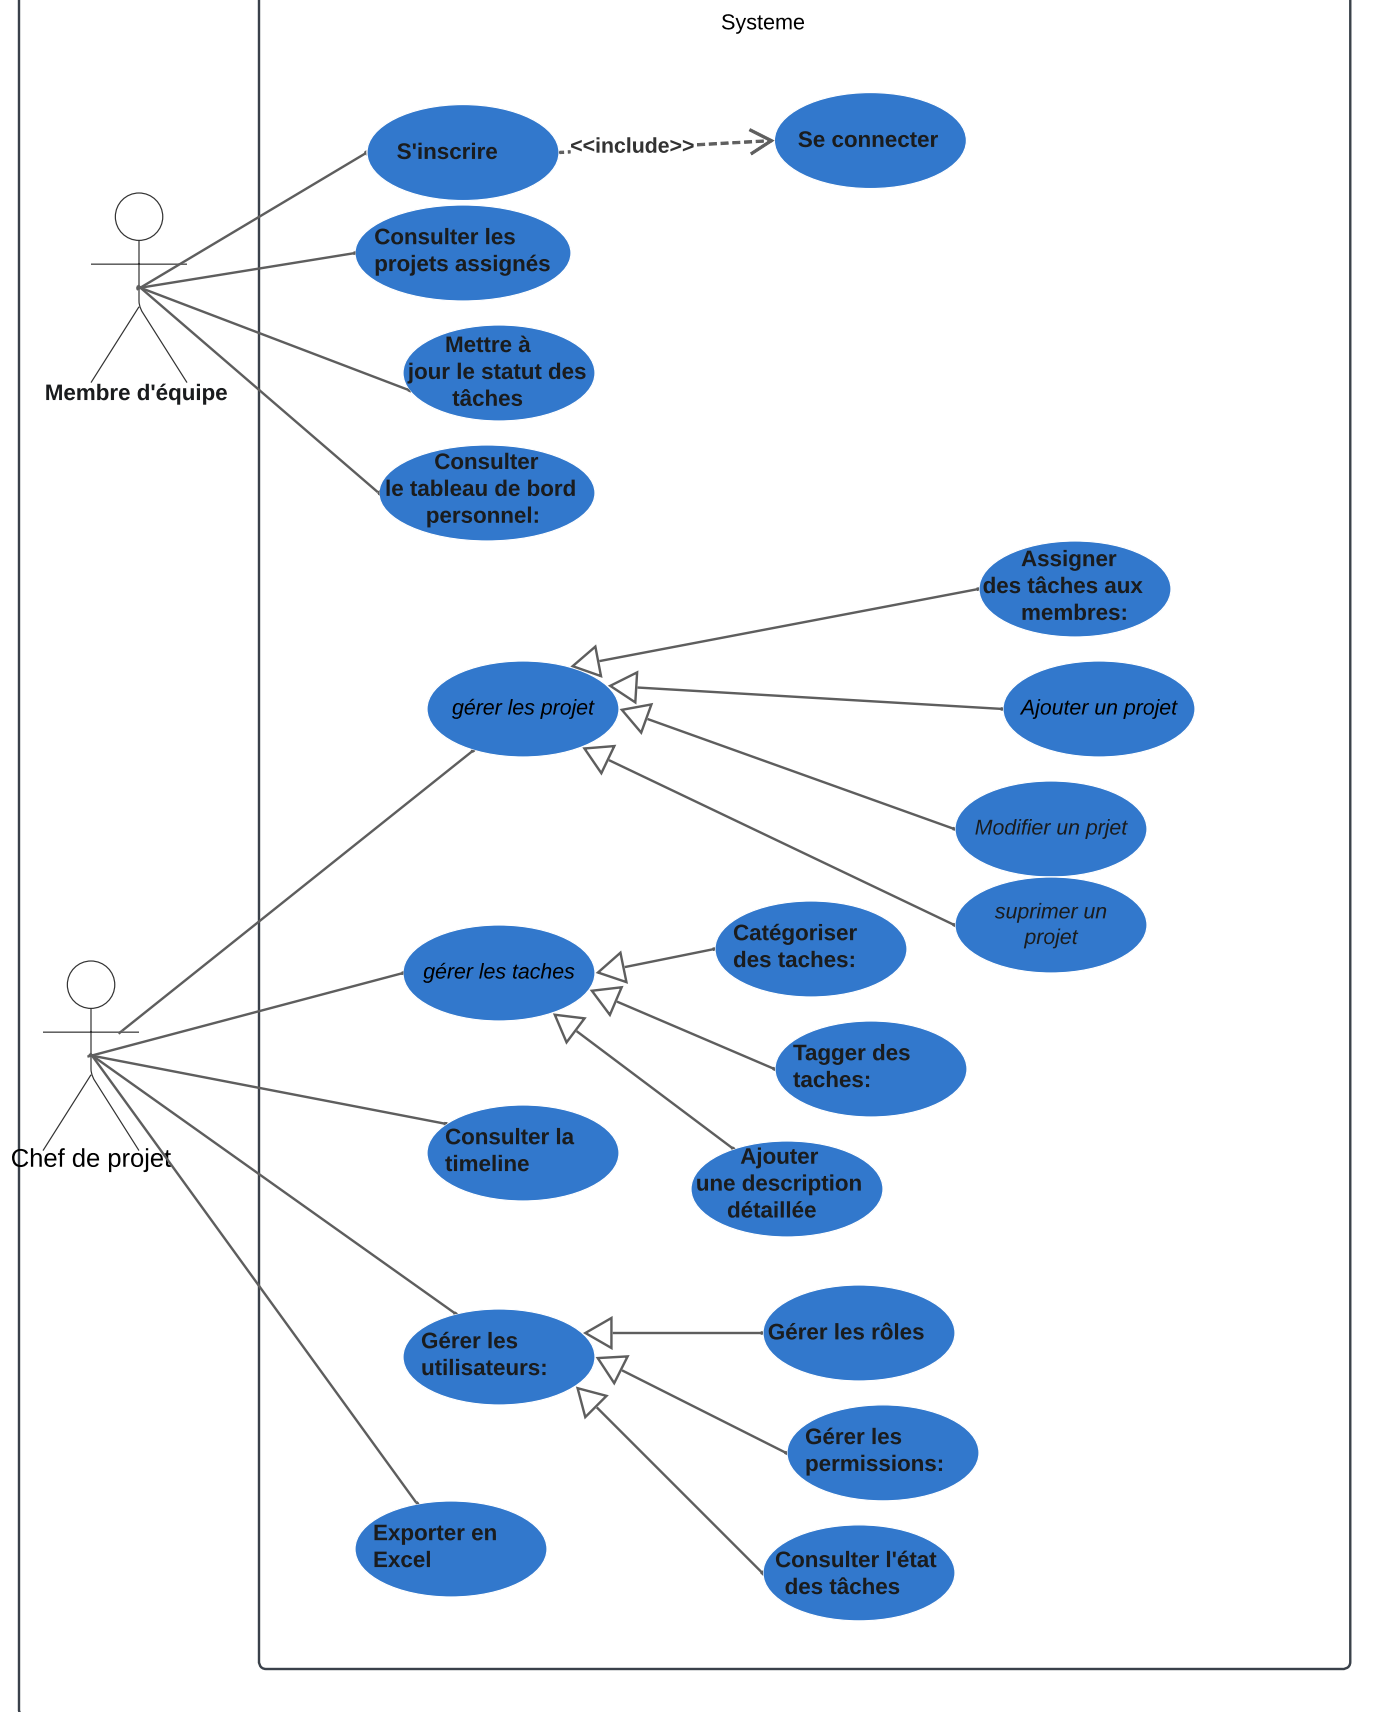 Systeme
S'inscrire
<<include>>
Se connecter
Consulter les
projets assignés
Membre d'équipe
Mettre à
jour le statut des
tâches
Consulter
le tableau de bord
personnel:
Assigner
des tâches aux
membres:
gérer les projet
Ajouter un projet
Modifier un prjet
suprimer un
projet
Chef de projet
gérer les taches
Catégoriser
des taches:
Tagger des
taches:
Consulter la
timeline
Ajouter
une description
détaillée
Gérer les
utilisateurs:
Gérer les rôles
Gérer les
permissions:
Exporter en
Excel
Consulter l'état
des tâches